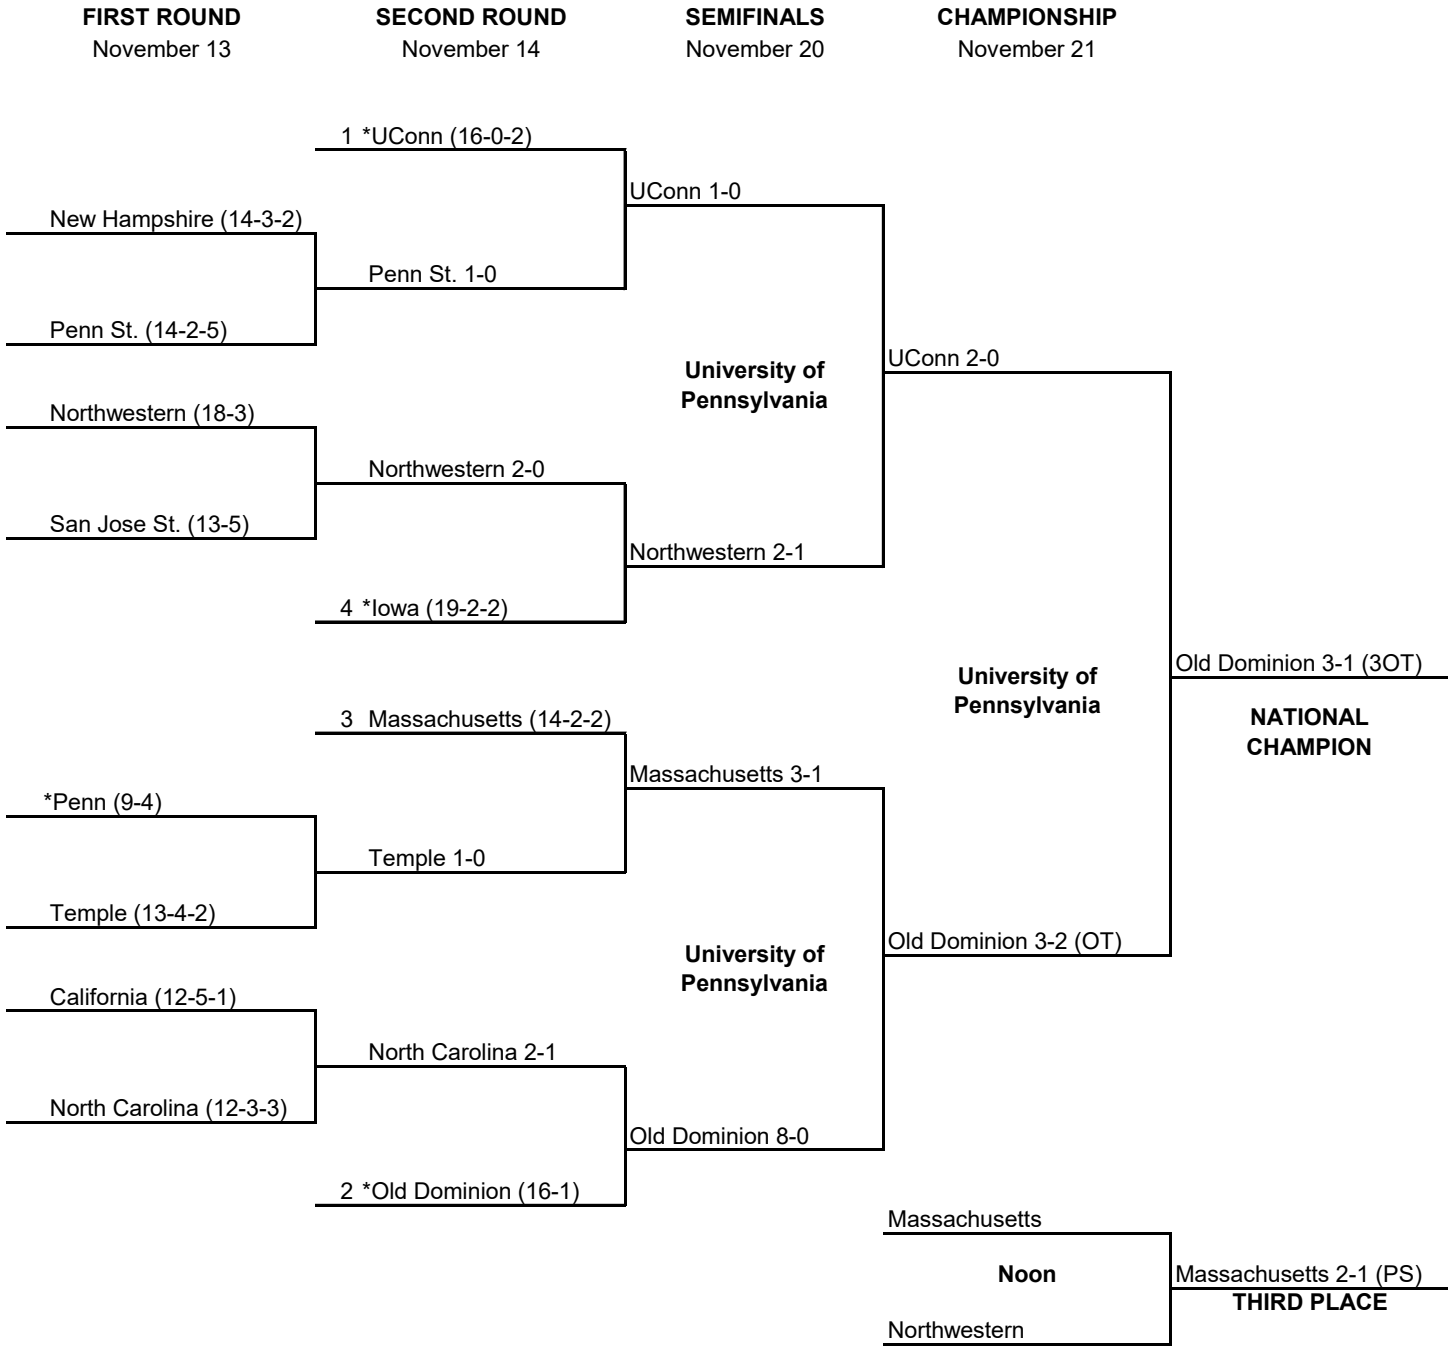 FIRST ROUND
November 13
SECOND ROUND
November 14
SEMIFINALS
November 20
CHAMPIONSHIP
November 21
1 *UConn (16-0-2)
UConn 1-0
New Hampshire (14-3-2)
Penn St. 1-0
Penn St. (14-2-5)
University of
Pennsylvania
UConn 2-0
Northwestern (18-3)
Northwestern 2-0
San Jose St. (13-5)
Northwestern 2-1
4 *Iowa (19-2-2)
University of
Pennsylvania
Old Dominion 3-1 (3OT)
NATIONAL
CHAMPION
3 Massachusetts (14-2-2)
Massachusetts 3-1
*Penn (9-4)
Temple 1-0
Temple (13-4-2)
University of
Pennsylvania
Old Dominion 3-2 (OT)
California (12-5-1)
North Carolina 2-1
North Carolina (12-3-3)
Old Dominion 8-0
2 *Old Dominion (16-1)
Massachusetts
Noon
Massachusetts 2-1 (PS)
THIRD PLACE
Northwestern